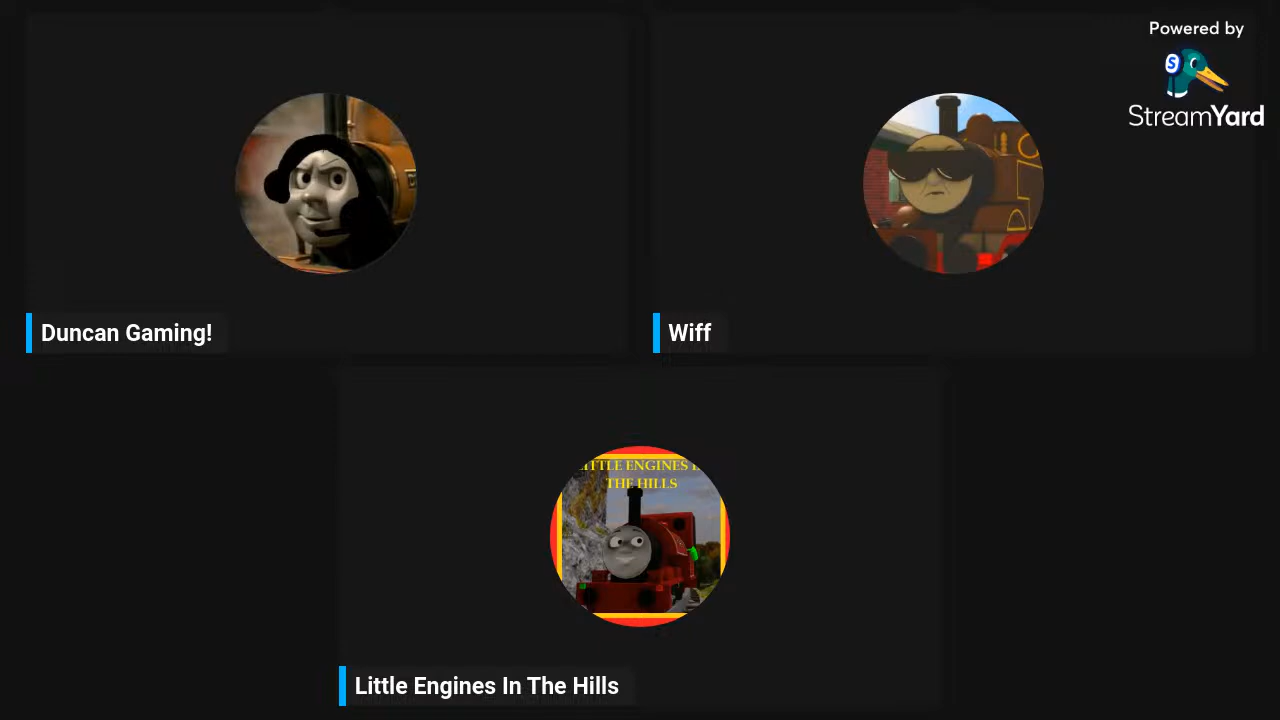 Powered by
S
StreamYard
Duncan Gaming!
Wiff
LITTLE ENGINES I
THE HILLS
Little Engines In The Hills